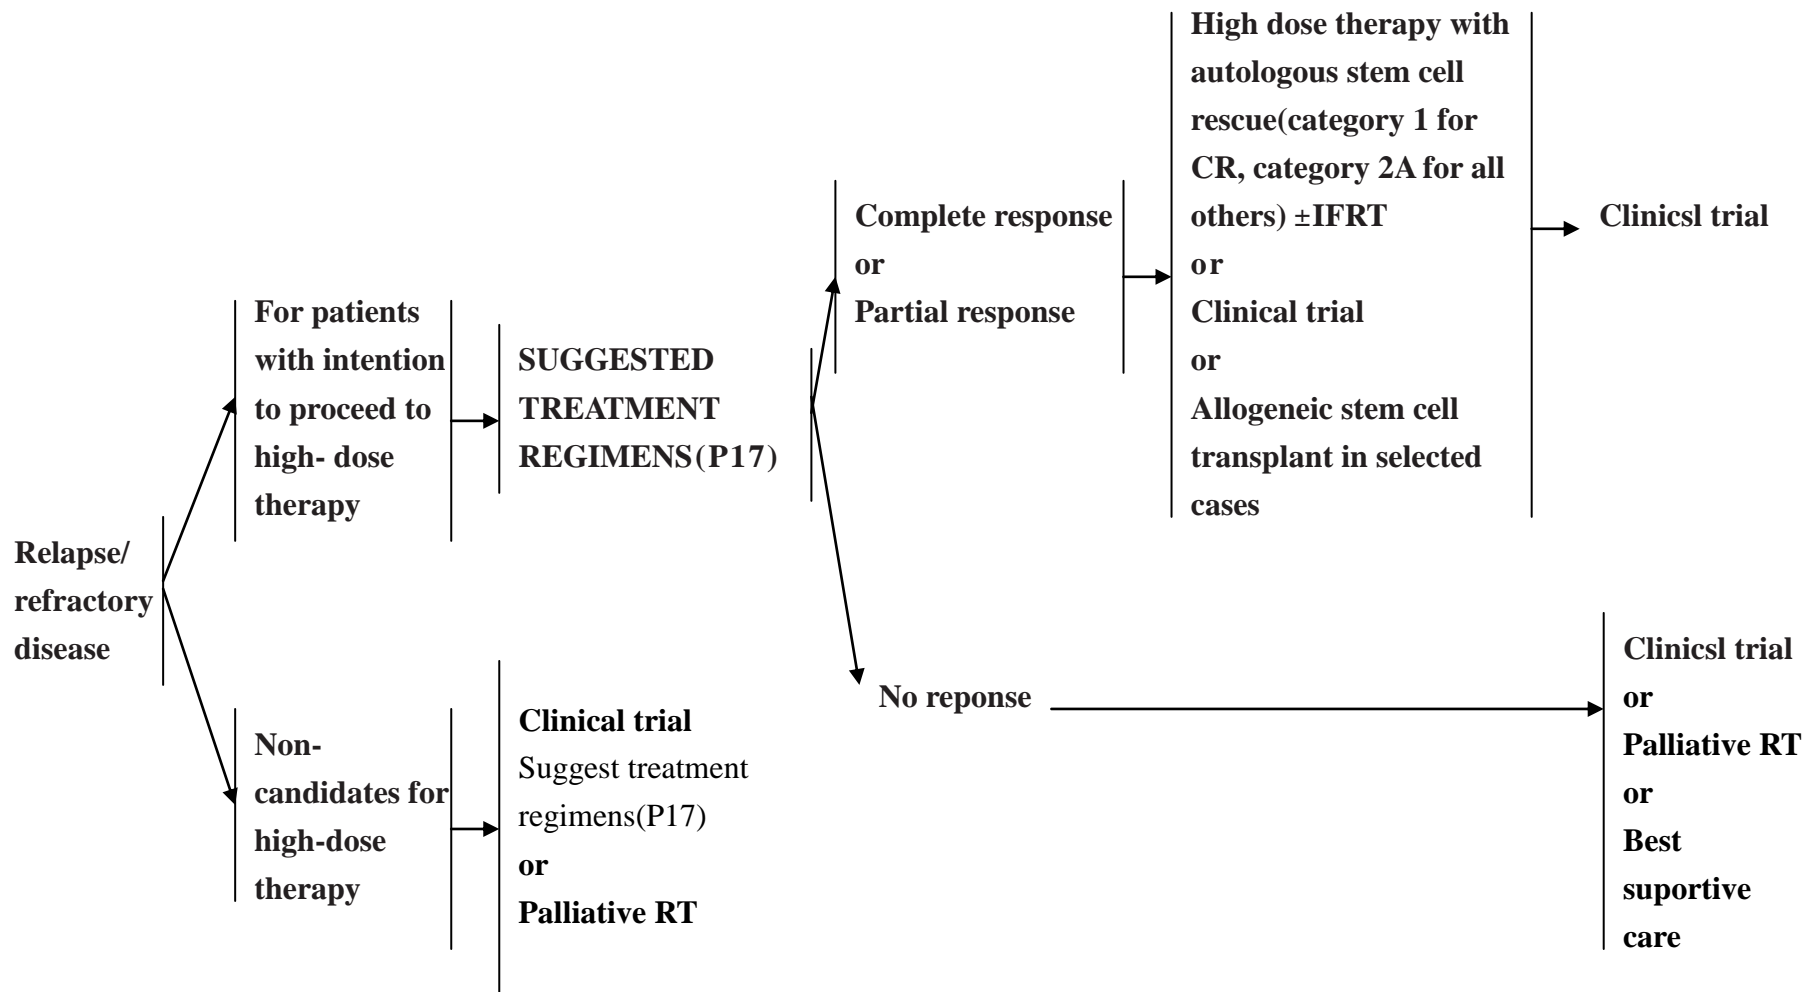 Relapse/
refractory
disease
For patients
with intention
to proceed to
high- dose
therapy
SUGGESTED
TREATMENT
REGIMENS(P17)
Complete response
or
Partial response
High dose therapy with
autologous stem cell
rescue(category 1 for
CR, category 2A for all
others) ±IFRT
or
Clinical trial
or
Allogeneic stem cell
transplant in selected
cases
Clinicsl trial
No reponse
Clinicsl trial
or
Palliative RT
or
Best
suportive
care
Non-
candidates for
high-dose
therapy
Clinical trial
Suggest treatment
regimens(P17)
or
Palliative RT